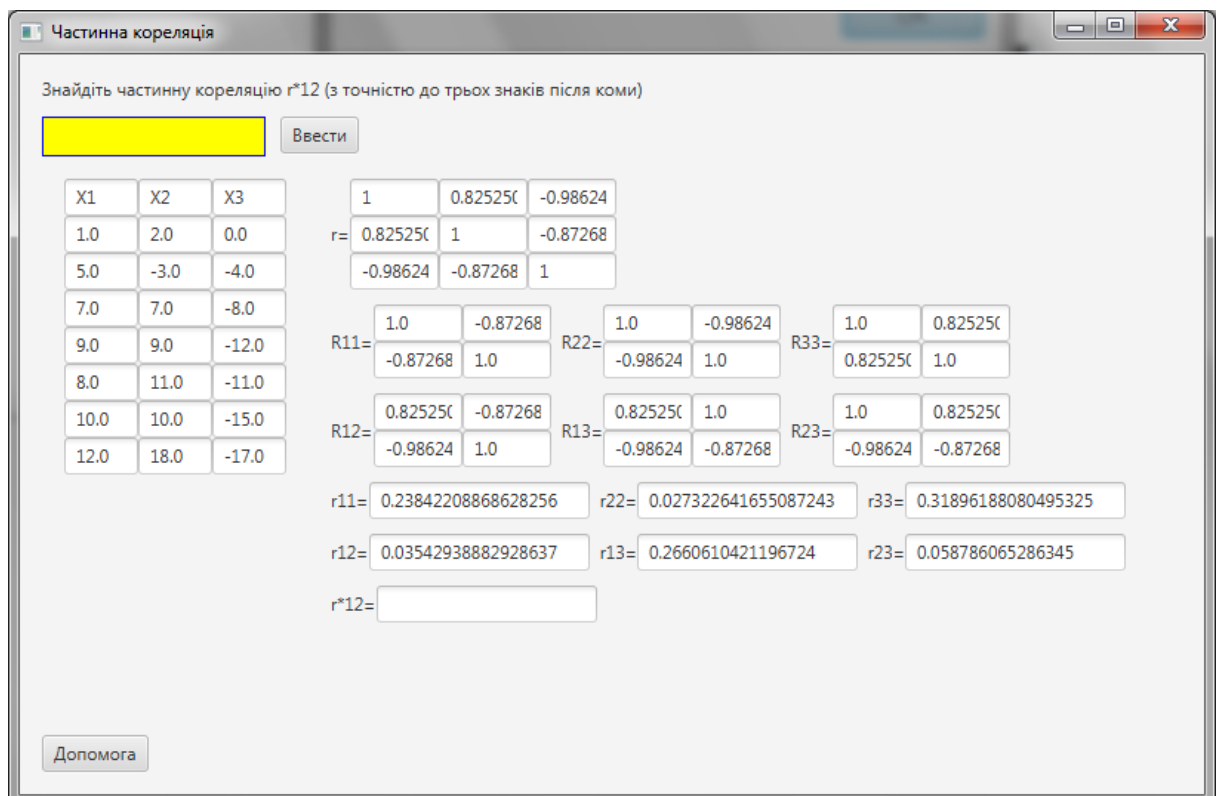 Частинна кореляція
Знайдіть частинну кореляцію r*12 (з точністю до трьох знаків після коми)
Ввести
X1 X2 X3
1.0 2.0 0.0
5.0 -3.0 -4.0
7.0 7.0 -8.0
9.0 9.0 -12.0
8.0 11.0 -11.0
10.0 10.0 -15.0
12.0 18.0 -17.0
1 0.825250 -0.98624
r= 0.825250 1 -0.87268
-0.98624 -0.87268 1
R11= 1.0 -0.87268
-0.87268 1.0
R22= 1.0 -0.98624
-0.98624 1.0
R33= 1.0 0.825250
0.825250 1.0
R12= 0.825250 -0.87268
-0.98624 1.0
R13= 0.825250 1.0
-0.98624 -0.87268
R23= 1.0 0.825250
-0.98624 -0.87268
r11= 0.23842208868628256 r22= 0.027322641655087243 r33= 0.31896188080495325
r12= 0.03542938882928637 r13= 0.2660610421196724 r23= 0.058786065286345
r*12=
Допомога